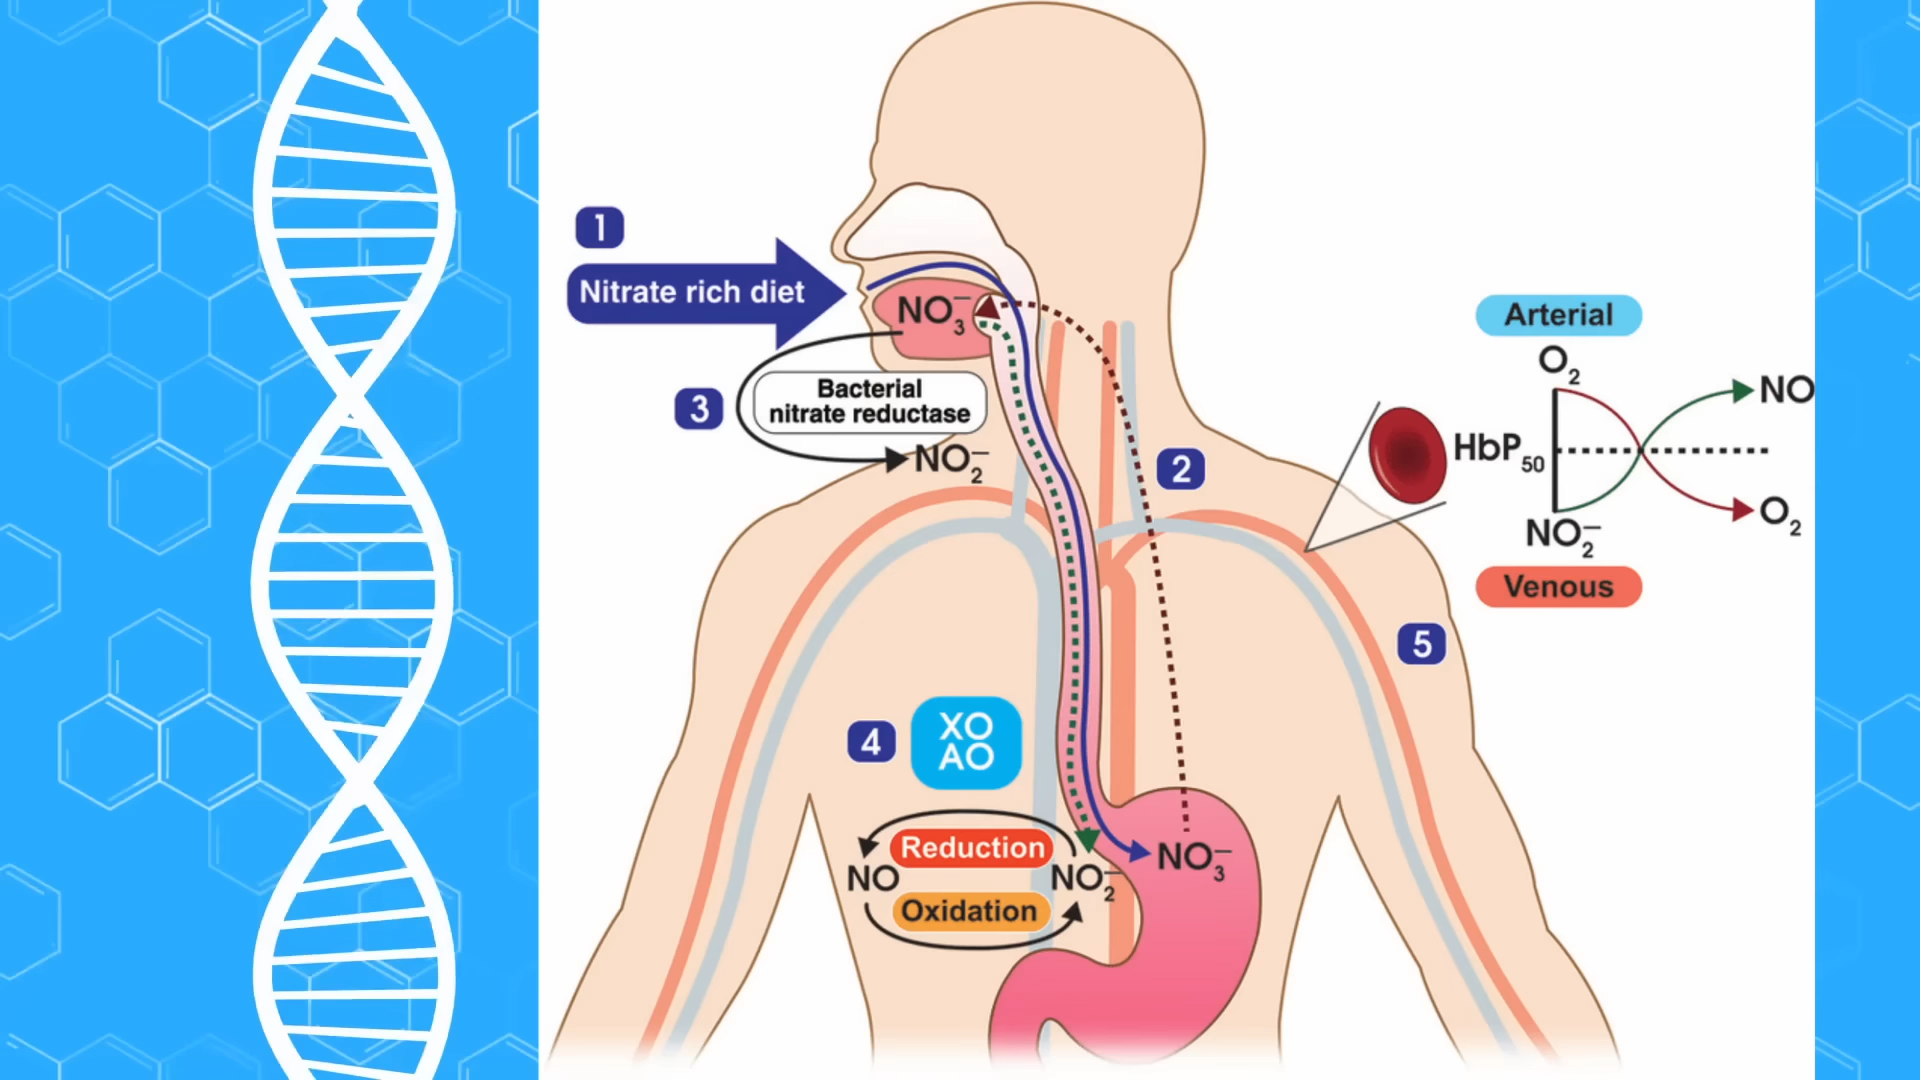 1
Nitrate rich diet
NO₃⁻
3
Bacterial
nitrate reductase
NO₂⁻
2
Arterial
O₂
NO
HbP₅₀
O₂
NO₂⁻
Venous
5
4
XO
AO
Reduction
NO
NO₂⁻
Oxidation
NO₃⁻